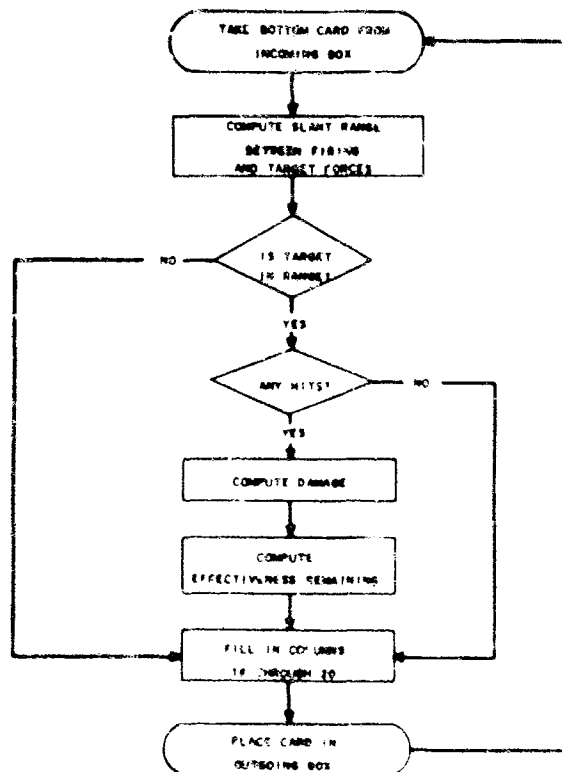 TAKE BOTTOM CARD FROM
INCOMING BOX
COMPUTE SLANT RANGE
BETWEEN FIRING
AND TARGET FORCES
IS TARGET
IN RANGE?
NO
YES
ANY HITS?
NO
YES
COMPUTE DAMAGE
COMPUTE
EFFECTIVENESS REMAINING
FILL IN COLUMNS
THROUGH 20
PLACE CARD IN
OUTGOING BOX